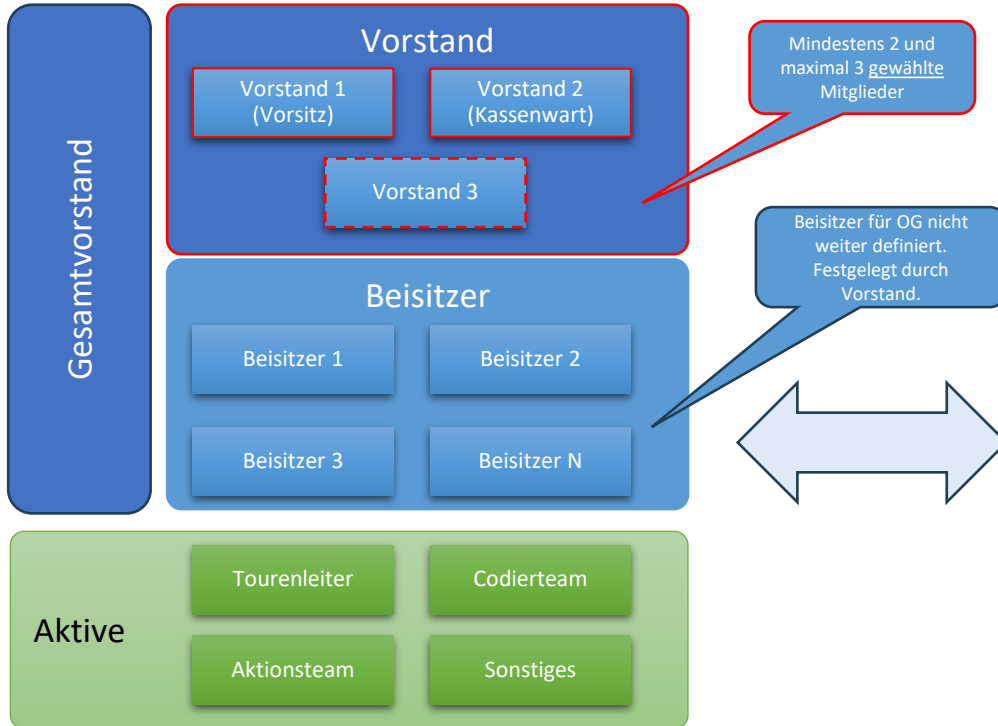 Gesamtvorstand
Vorstand
Vorstand 1
(Vorsitz)
Vorstand 2
(Kassenwart)
Vorstand 3
Mindestens 2 und
maximal 3 gewählte
Mitglieder
Beisitzer
Beisitzer 1
Beisitzer 2
Beisitzer 3
Beisitzer N
Beisitzer für OG nicht
weiter definiert.
Festgelegt durch
Vorstand.
Aktive
Tourenleiter
Codierteam
Aktionsteam
Sonstiges